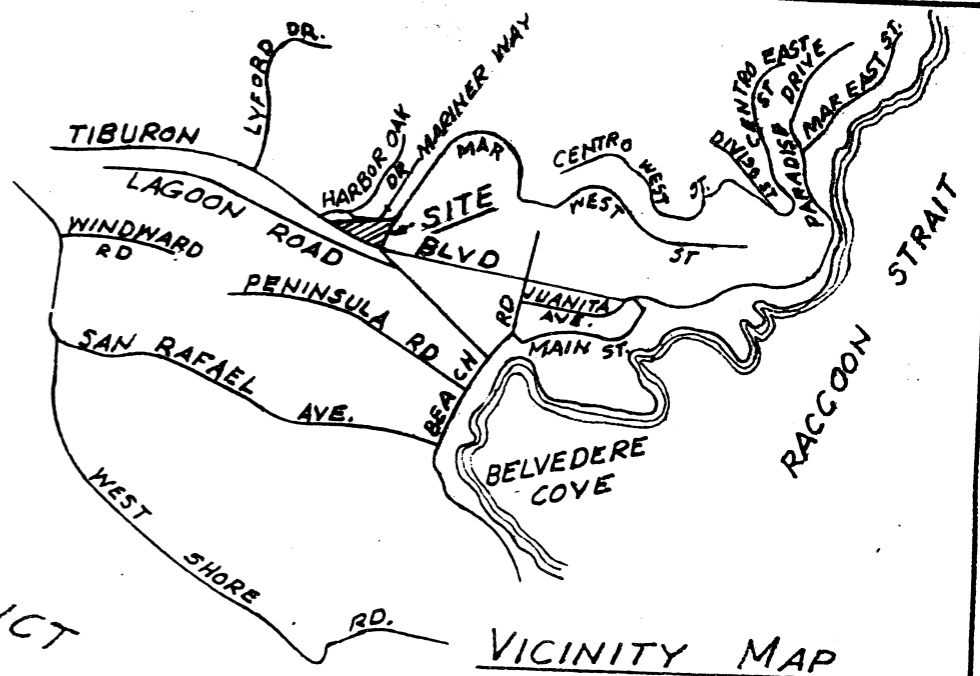 LYFORD DR.
TIBURON
HARBOR OAK
DR.
MARINER WAY
MAR
WEST
ST
CENTRO
WEST
ST.
DIVISO ST
CENTRO EAST
ST
PARADISE DRIVE
MAR EAST ST.
LAGOON
ROAD
SITE
BLVD
WINDWARD
RD
PENINSULA RD
JUANITA
AVE.
MAIN ST.
BEACH
RD
SAN RAFAEL
AVE.
BELVEDERE
COVE
RACCOON
STRAIT
WEST
SHORE
RD.
ICT
VICINITY MAP